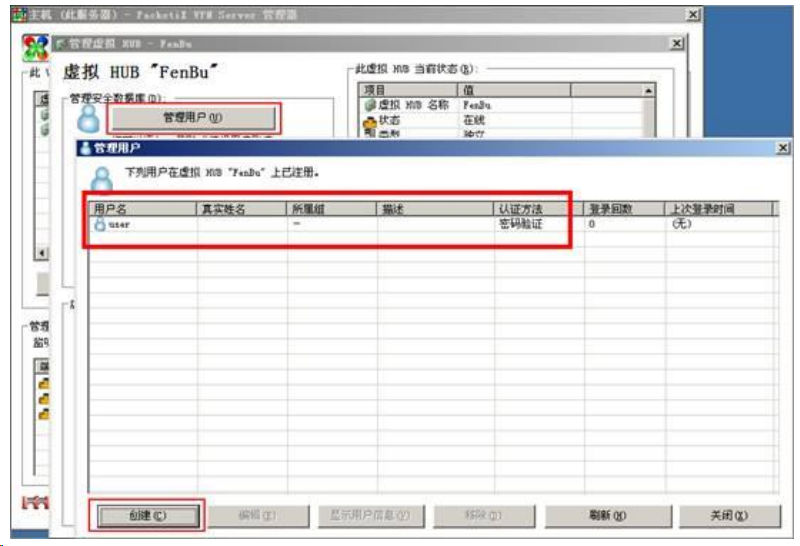 主机 (此服务器) - PacketiX VPN Server 管理器
管理虚拟 HUB - FenBu
虚拟 HUB "FenBu"
管理安全数据库(D):
管理用户(U)
此虚拟 HUB 当前状态(R):
项目 值
虚拟 HUB 名称 FenBu
状态 在线
类型 独立
管理用户
下列用户在虚拟 HUB "FenBu" 上已注册。
用户名 真实姓名 所属组 描述 认证方法 登录回数 上次登录时间
user - 密码验证 0 (无)
创建(C) 编辑(E) 显示用户信息(V) 移除(D) 刷新(H) 关闭(X)